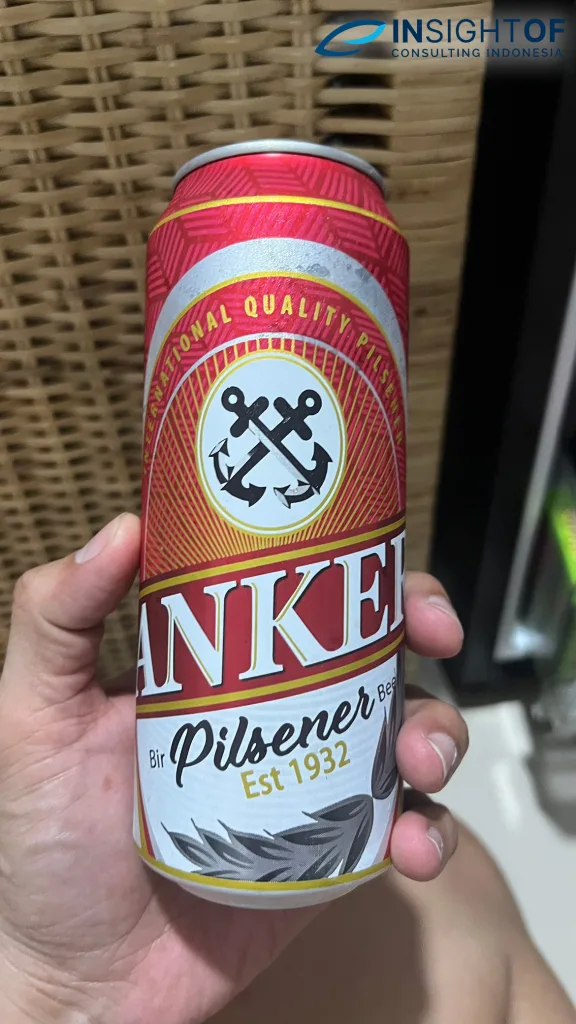 INSIGHTOF
CONSULTING INDONESIA
INTERNATIONAL QUALITY PILSENER
ANKER
Bir Pilsener Beer
Est 1932